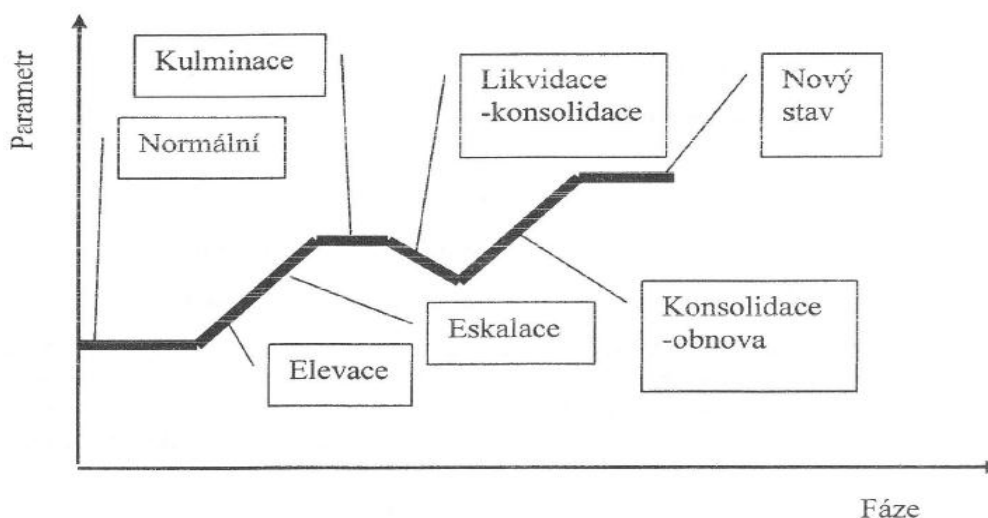 Parametr
Kulminace
Normální
Likvidace
-konsolidace
Nový
stav
Elevace
Eskalace
Konsolidace
-obnova
Fáze